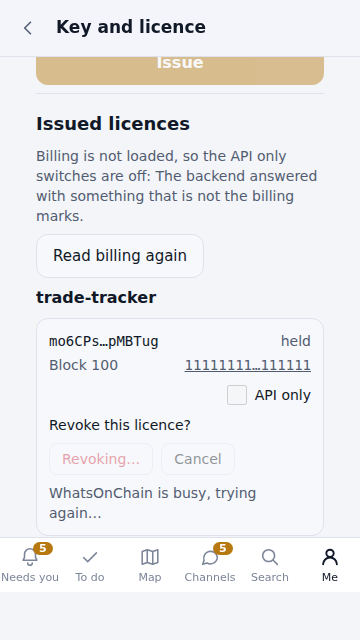 Key and licence
Issue
Issued licences
Billing is not loaded, so the API only
switches are off: The backend answered
with something that is not the billing
marks.
Read billing again
trade-tracker
mo6CPs…pMBTug held
Block 100 11111111…111111
API only
Revoke this licence?
Revoking… Cancel
WhatsOnChain is busy, trying
again…
5 5
Needs you To do Map Channels Search Me